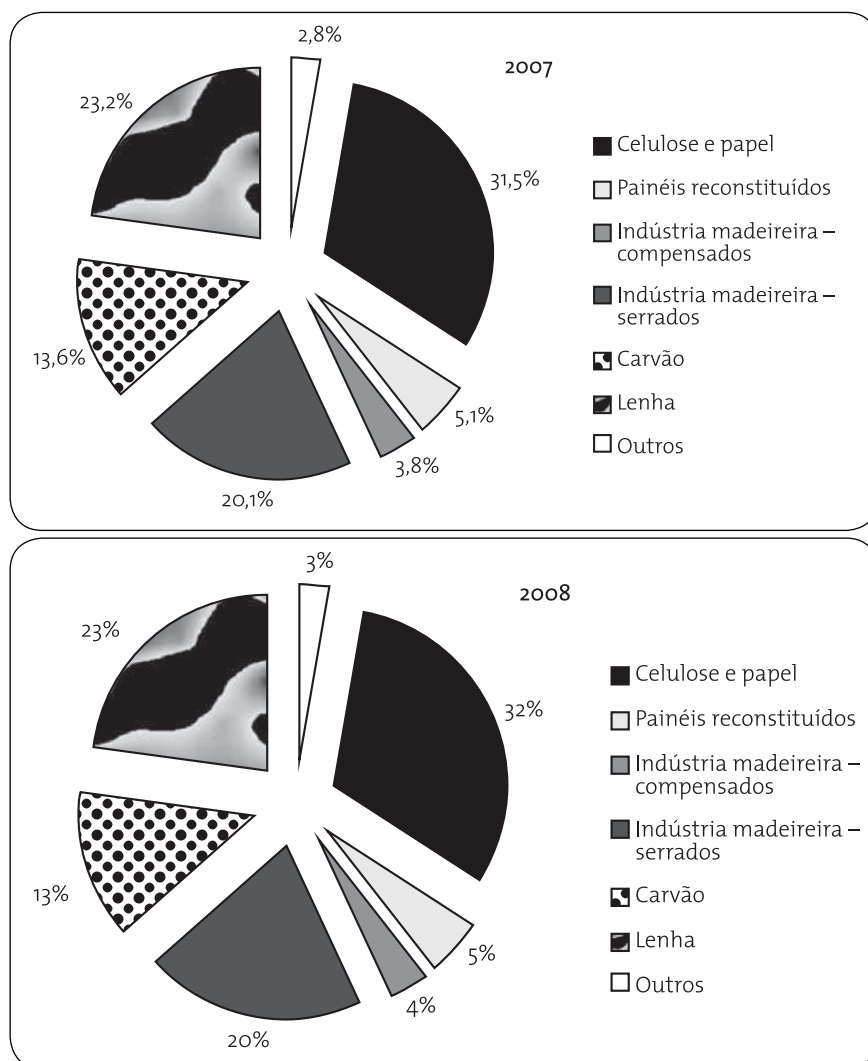 2,8%
2007
23,2%
31,5%
Celulose e papel
Painéis reconstituídos
Indústria madeireira –
compensados
Indústria madeireira –
serrados
Carvão
Lenha
Outros
13,6%
5,1%
3,8%
20,1%
3%
2008
23%
32%
Celulose e papel
Painéis reconstituídos
Indústria madeireira –
compensados
Indústria madeireira –
serrados
Carvão
Lenha
Outros
13%
5%
4%
20%